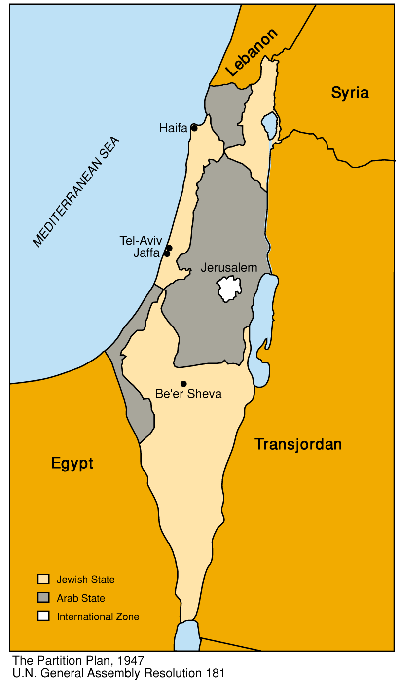 Lebanon
Syria
Haifa
MEDITERRANEAN SEA
Tel-Aviv
Jaffa
Jerusalem
Be'er Sheva
Egypt
Transjordan
Jewish State
Arab State
International Zone
The Partition Plan, 1947
U.N. General Assembly Resolution 181